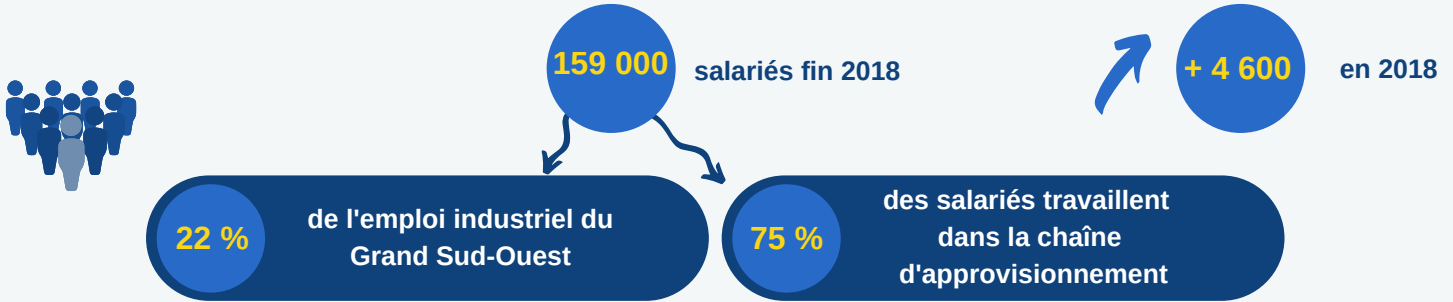 159 000
salariés fin 2018
+ 4 600
en 2018
22 %
de l'emploi industriel du
Grand Sud-Ouest
75 %
des salariés travaillent
dans la chaîne
d'approvisionnement